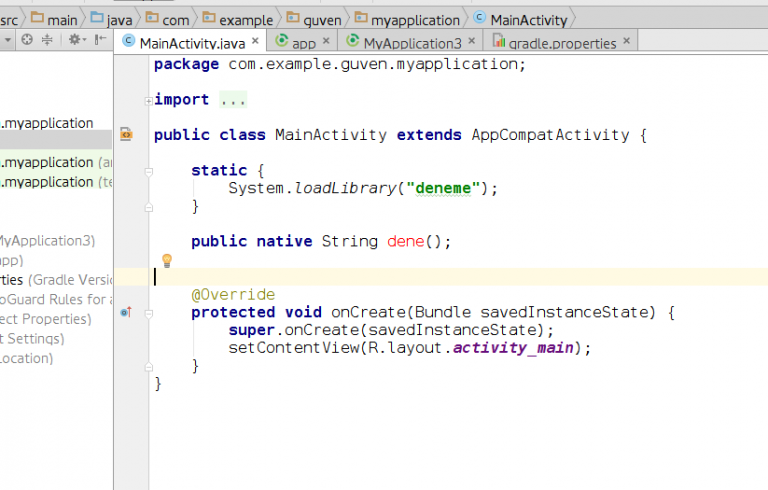 src main java com example guven myapplication MainActivity
MainActivity.java app MyApplication3 gradle.properties
package com.example.guven.myapplication;
import ...
.myapplication
public class MainActivity extends AppCompatActivity {
.myapplication (a
static {
.myapplication (te
System.loadLibrary("deneme");
}
MyApplication3)
public native String dene();
app)
rties (Gradle Versi
@Override
oGuard Rules for a
protected void onCreate(Bundle savedInstanceState) {
ect Properties)
super.onCreate(savedInstanceState);
t Settings)
setContentView(R.layout.activity_main);
Location)
}
}